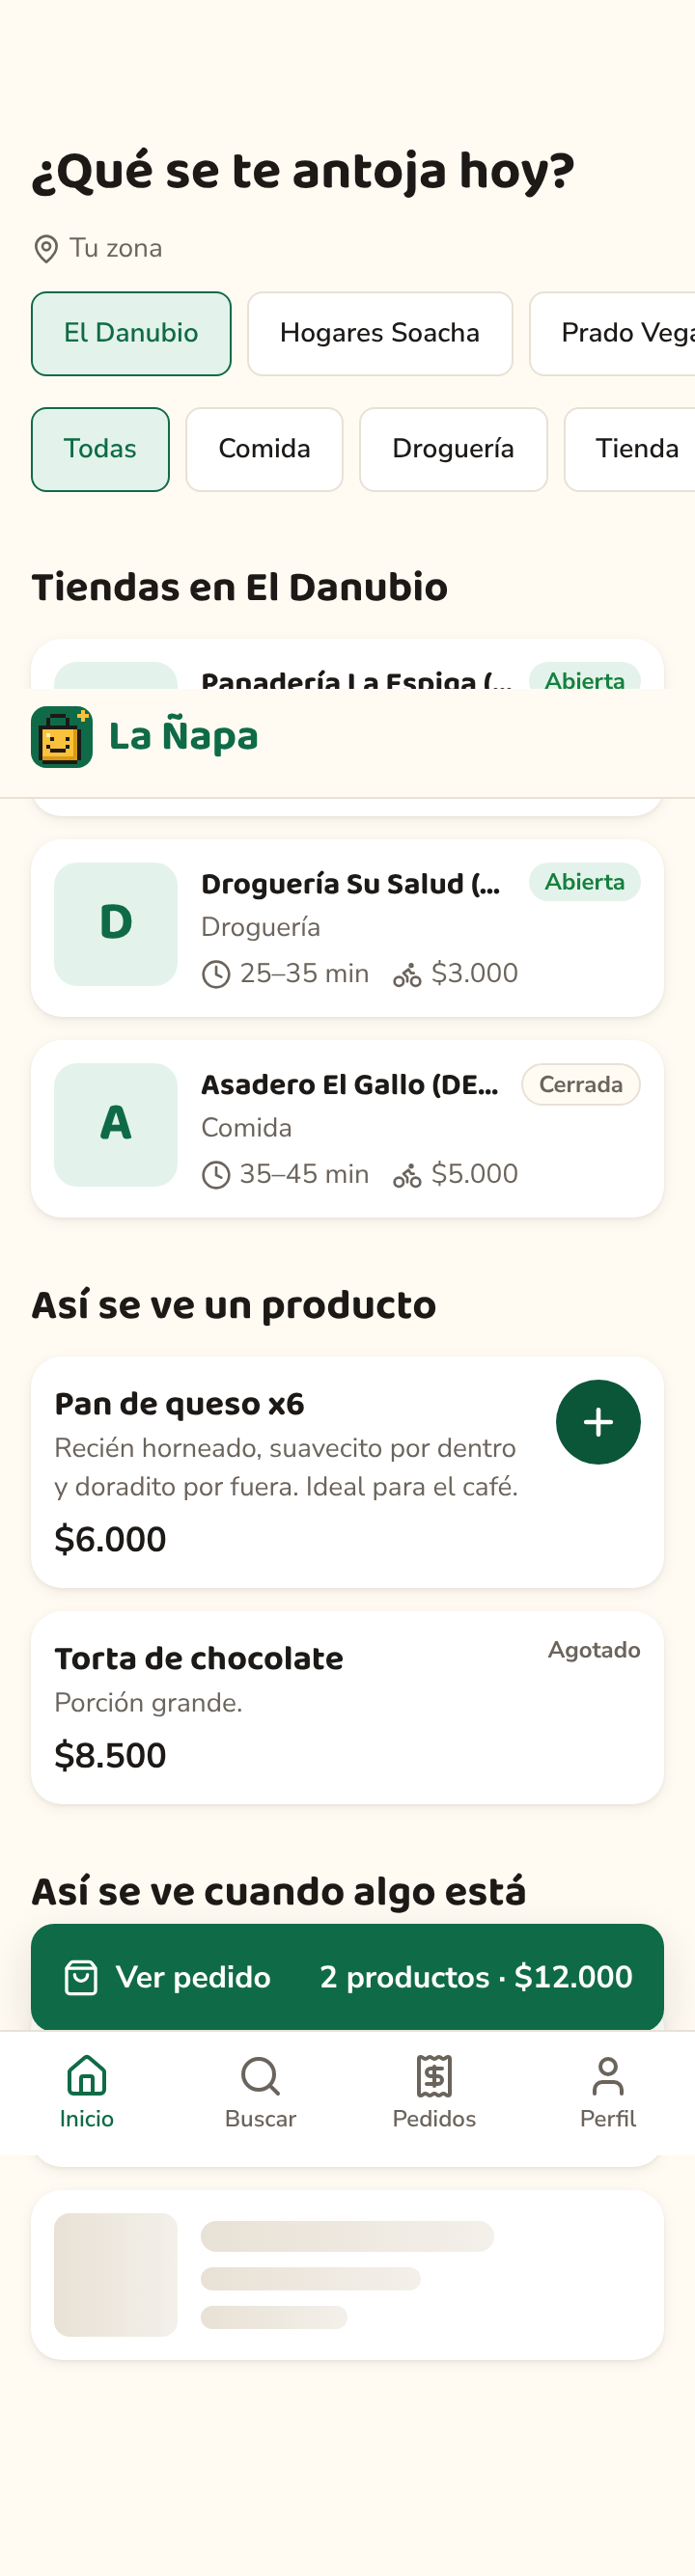 ¿Qué se te antoja hoy?
Tu zona
El Danubio
Hogares Soacha
Prado Vega
Todas
Comida
Droguería
Tienda
Tiendas en El Danubio
Panadería La Espiga (...
Abierta
La Ñapa
D
Droguería Su Salud (...
Abierta
Droguería
25–35 min
$3.000
A
Asadero El Gallo (DE...
Cerrada
Comida
35–45 min
$5.000
Así se ve un producto
Pan de queso x6
Recién horneado, suavecito por dentro
y doradito por fuera. Ideal para el café.
$6.000
Torta de chocolate
Agotado
Porción grande.
$8.500
Así se ve cuando algo está
Ver pedido
2 productos · $12.000
Inicio
Buscar
Pedidos
Perfil